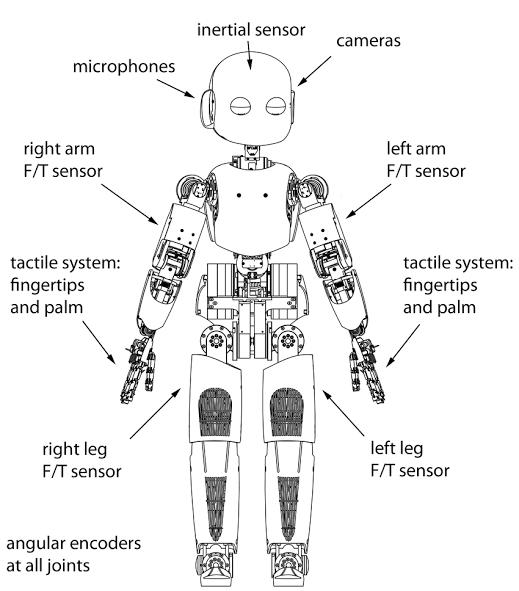 inertial sensor
cameras
microphones
right arm
F/T sensor
left arm
F/T sensor
tactile system:
fingertips
and palm
tactile system:
fingertips
and palm
right leg
F/T sensor
left leg
F/T sensor
angular encoders
at all joints